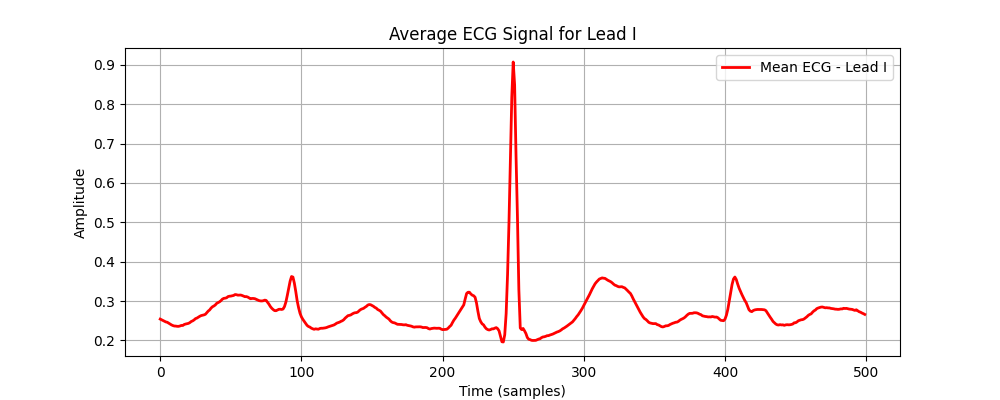 Average ECG Signal for Lead I
Mean ECG - Lead I
Amplitude
0.9
0.8
0.7
0.6
0.5
0.4
0.3
0.2
0 100 200 300 400 500
Time (samples)